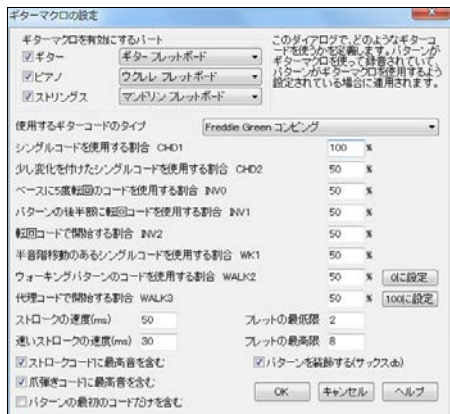 ギターマクロの設定
ギターマクロを有効にするパート
このダイアログで、どのようなギターコ
ードを使うかを定義します。パターンが
ギターマクロを使って録音されていて、
パターンがギターマクロを使用するよう
設定されている場合に適用されます。
ギター ギター フレットボード
ピアノ ウクレレ フレットボード
ストリングス マンドリン フレットボード
使用するギターコードのタイプ Freddie Green コンピング
シングルコードを使用する割合 CHD1 100 %
少し変化を付けたシングルコードを使用する割合 CHD2 50 %
ベースに5度転回のコードを使用する割合 INV0 50 %
パターンの後半部に転回コードを使用する割合 INV1 50 %
転回コードで開始する割合 INV2 50 %
半音階移動のあるシングルコードを使用する割合 WK1 50 %
ウォーキングパターンのコードを使用する割合 WALK2 50 % 0に設定
代理コードで開始する割合 WALK3 50 % 100に設定
ストロークの速度(ms) 50 フレットの最低限 2
速いストロークの速度(ms) 30 フレットの最高限 8
ストロークコードに最高音を含む パターンを装飾する(サックスdb)
爪弾きコードに最高音を含む
パターンの最初のコードだけを含む
OK キャンセル ヘルプ